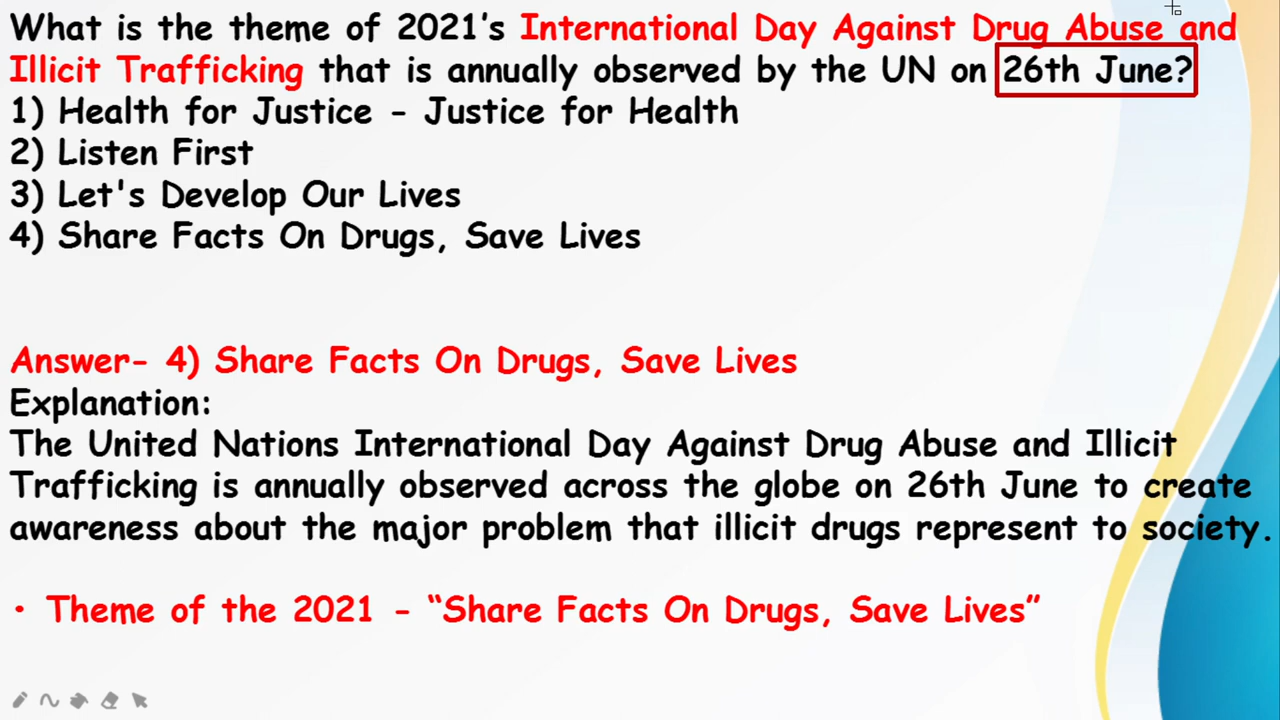 What is the theme of 2021's International Day Against Drug Abuse and
Illicit Trafficking that is annually observed by the UN on 26th June?
1) Health for Justice - Justice for Health
2) Listen First
3) Let's Develop Our Lives
4) Share Facts On Drugs, Save Lives
Answer- 4) Share Facts On Drugs, Save Lives
Explanation:
The United Nations International Day Against Drug Abuse and Illicit
Trafficking is annually observed across the globe on 26th June to create
awareness about the major problem that illicit drugs represent to society.
• Theme of the 2021 - “Share Facts On Drugs, Save Lives”